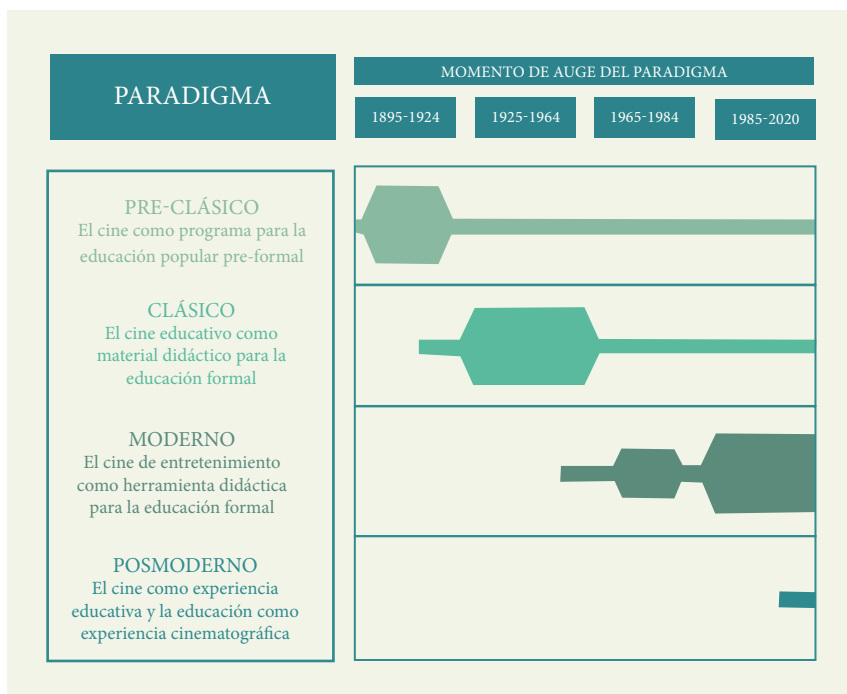 PARADIGMA
MOMENTO DE AUGE DEL PARADIGMA
1895-1924
1925-1964
1965-1984
1985-2020
PRE-CLÁSICO
El cine como programa para la
educación popular pre-formal
CLÁSICO
El cine educativo como
material didáctico para la
educación formal
MODERNO
El cine de entretenimiento
como herramienta didáctica
para la educación formal
POSMODERNO
El cine como experiencia
educativa y la educación como
experiencia cinematográfica